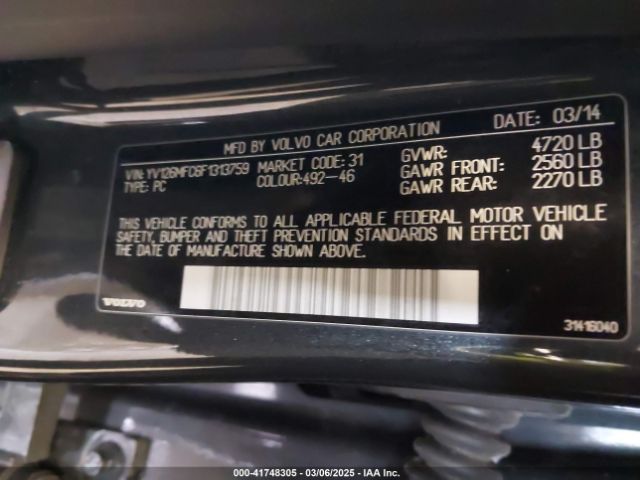 MFD BY VOLVO CAR CORPORATION DATE: 03/14
VIN: YV126MFC6F1313759 MARKET CODE: 31 GVWR: 4720 LB
TYPE: PC COLOUR:492-46 GAWR FRONT: 2560 LB
GAWR REAR: 2270 LB
THIS VEHICLE CONFORMS TO ALL APPLICABLE FEDERAL MOTOR VEHICLE
SAFETY, BUMPER AND THEFT PREVENTION STANDARDS IN EFFECT ON
THE DATE OF MANUFACTURE SHOWN ABOVE.
VOLVO
31416040
000-41748305 — 03/06/2025 — IAA Inc.